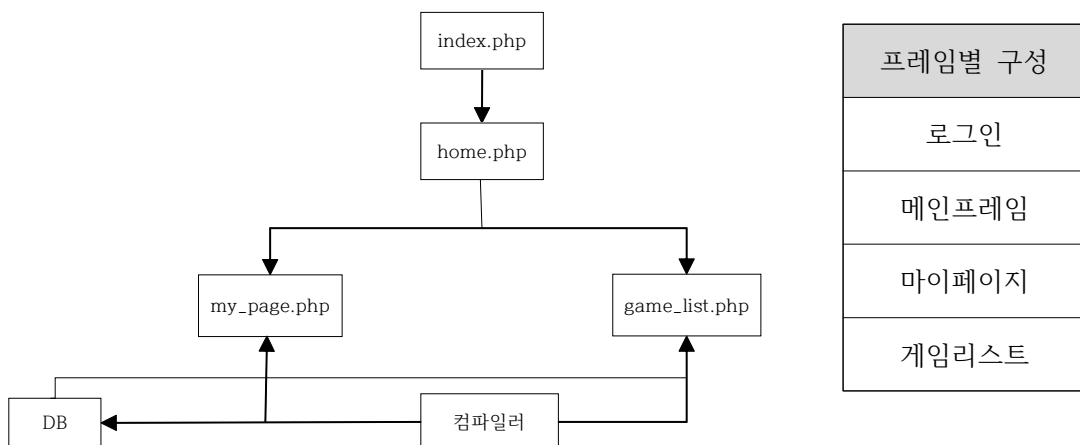 index.php
home.php
my_page.php
game_list.php
DB
컴파일러
프레임별 구성
로그인
메인프레임
마이페이지
게임리스트